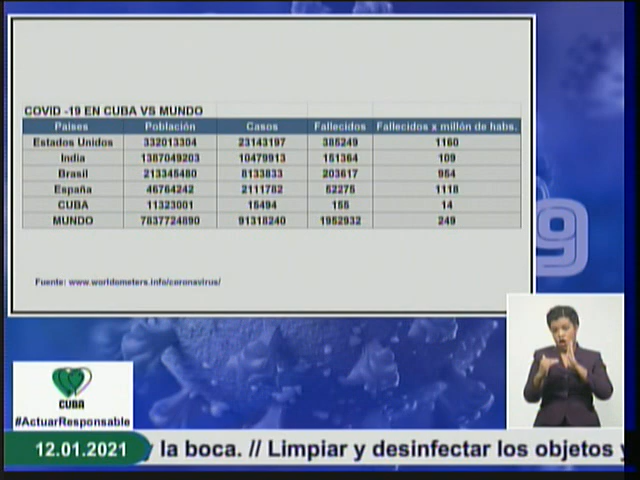 COVID -19 EN CUBA VS MUNDO
Países Población Casos Fallecidos Fallecidos x millón de habs.
Estados Unidos 332013304 23143197 385249 1160
India 1387049203 10479913 151364 109
Brasil 213345480 8133833 203617 954
España 46764242 2111782 52275 1118
CUBA 11323001 15494 155 14
MUNDO 7837724890 91318240 1952932 249
Fuente: www.worldometers.info/coronavirus/
9
CUBA
#ActuarResponsable
12.01.2021 y la boca. // Limpiar y desinfectar los objetos y